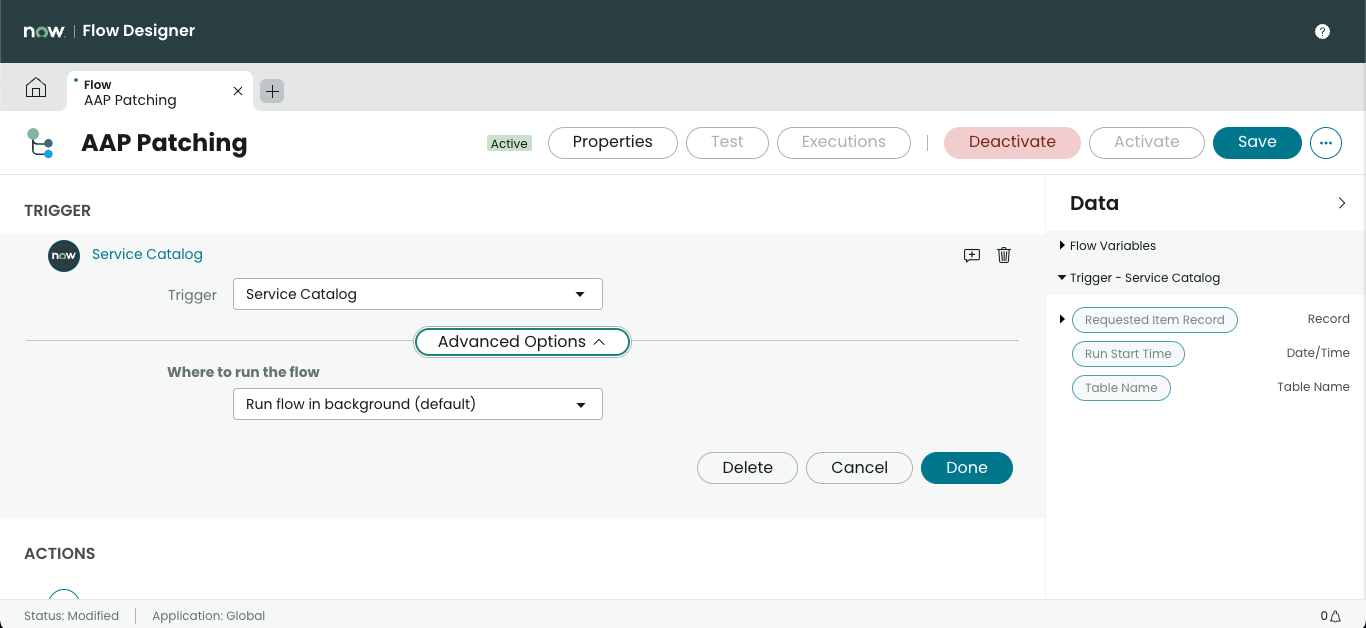 now. | Flow Designer
?
Flow
AAP Patching
AAP Patching
Active
Properties
Test
Executions
Deactivate
Activate
Save
TRIGGER
now
Service Catalog
Trigger
Service Catalog
Advanced Options
Where to run the flow
Run flow in background (default)
Delete
Cancel
Done
ACTIONS
Data
Flow Variables
Trigger - Service Catalog
Requested Item Record
Record
Run Start Time
Date/Time
Table Name
Table Name
Status: Modified
Application: Global
0